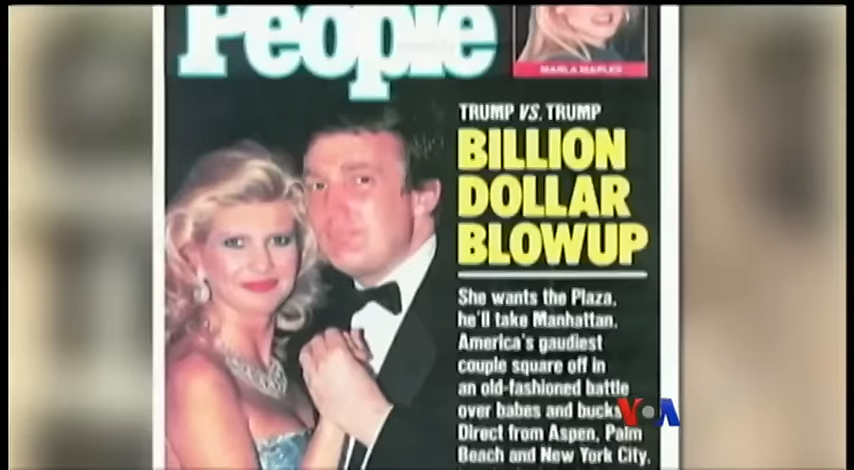 People
MARLA MAPLES
TRUMP VS. TRUMP
BILLION
DOLLAR
BLOWUP
She wants the Plaza,
he'll take Manhattan.
America's gaudiest
couple square off in
an old-fashioned battle
over babes and bucks
Direct from Aspen, Palm
Beach and New York City,
VOA